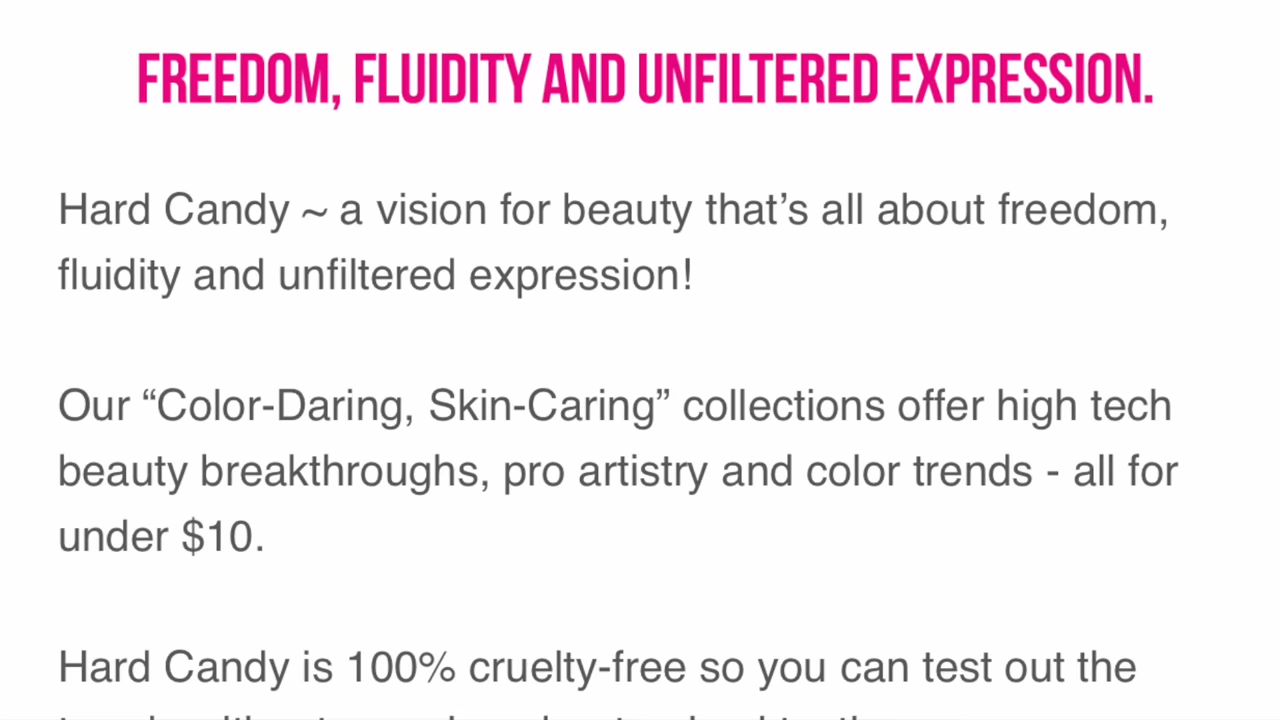 FREEDOM, FLUIDITY AND UNFILTERED EXPRESSION.
Hard Candy ~ a vision for beauty that’s all about freedom,
fluidity and unfiltered expression!
Our “Color-Daring, Skin-Caring” collections offer high tech
beauty breakthroughs, pro artistry and color trends - all for
under $10.
Hard Candy is 100% cruelty-free so you can test out the